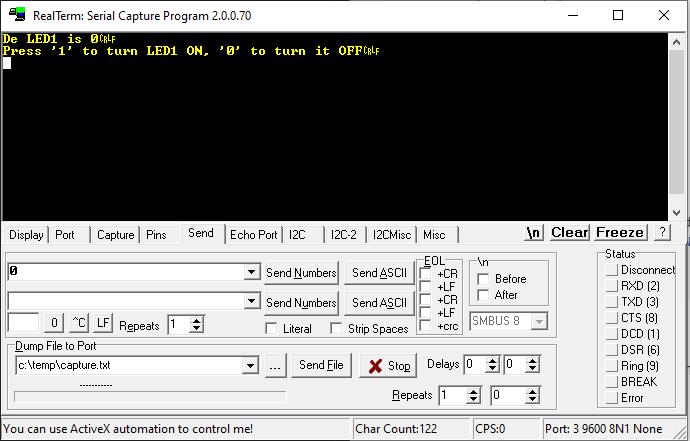 RealTerm: Serial Capture Program 2.0.0.70
De LED1 is 0CRLF
Press '1' to turn LED1 ON, '0' to turn it OFFCRLF
Display Port Capture Pins Send Echo Port I2C I2C-2 I2CMisc Misc \n Clear Freeze ?
EOL \n Status
0 Send Numbers Send ASCII +CR Before Disconnect
+LF After RXD (2)
Send Numbers Send ASCII +CR TXD (3)
0 ^C LF Repeats 1 +LF SMBUS 8 CTS (8)
Literal Strip Spaces +crc DCD (1)
Dump File to Port DSR (6)
c:\temp\capture.txt ... Send File Stop Delays 0 0 Ring (9)
BREAK
Repeats 1 0 Error
You can use ActiveX automation to control me! Char Count:122 CPS:0 Port: 3 9600 8N1 None